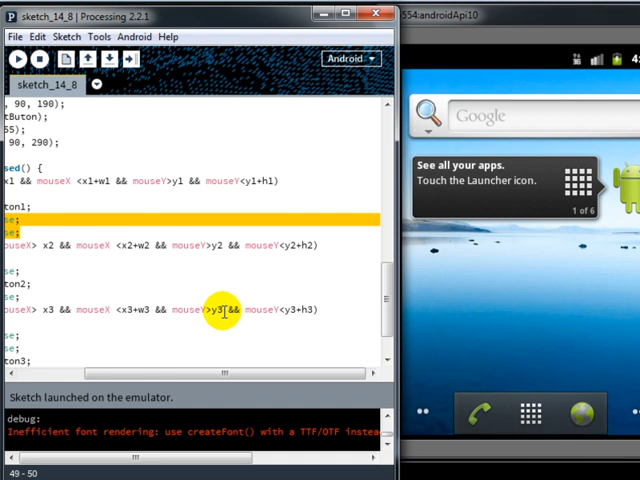 sketch_14_8 | Processing 2.2.1
File Edit Sketch Tools Android Help
Android
sketch_14_8
, 90, 190);
tButon);
55);
90, 290);
sed() {
x1 && mouseX <x1+w1 && mouseY>y1 && mouseY<y1+h1)
ton1;
se;
se;
ouseX> x2 && mouseX <x2+w2 && mouseY>y2 && mouseY<y2+h2)
se;
ton2;
se;
ouseX> x3 && mouseX <x3+w3 && mouseY>y3 && mouseY<y3+h3)
se;
se;
ton3;
Sketch launched on the emulator.
debug:
Inefficient font rendering: use createFont() with a TTF/OTF instea
49 - 50
554:androidApi10
3G
4:
Google
See all your apps.
Touch the Launcher icon.
1 of 6